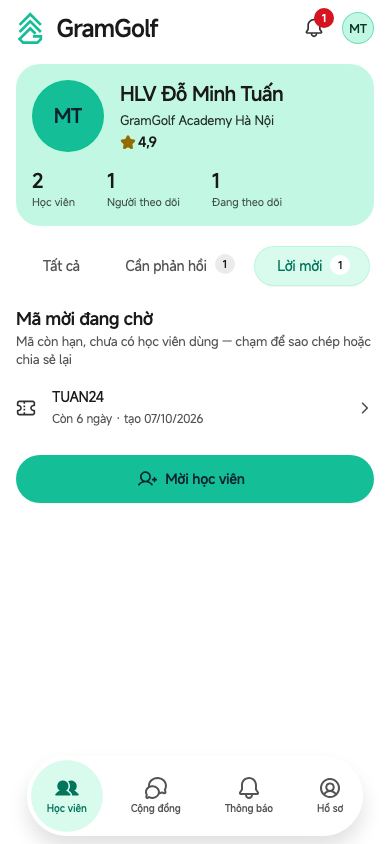 GramGolf
1
MT
MT
HLV Đỗ Minh Tuấn
GramGolf Academy Hà Nội
4,9
2
Học viên
1
Người theo dõi
1
Đang theo dõi
Tất cả
Cần phản hồi 1
Lời mời 1
Mã mời đang chờ
Mã còn hạn, chưa có học viên dùng — chạm để sao chép hoặc
chia sẻ lại
TUAN24
Còn 6 ngày · tạo 07/10/2026
Mời học viên
Học viên
Cộng đồng
Thông báo
Hồ sơ